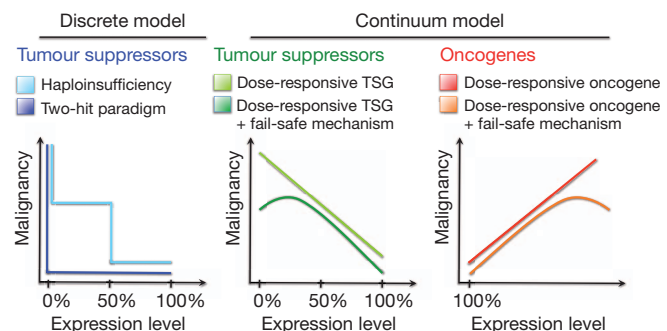 Discrete model
Continuum model
Tumour suppressors
Haploinsufficiency
Two-hit paradigm
Malignancy
0% 50% 100%
Expression level
Tumour suppressors
Dose-responsive TSG
Dose-responsive TSG
+ fail-safe mechanism
Malignancy
0% 50% 100%
Expression level
Oncogenes
Dose-responsive oncogene
Dose-responsive oncogene
+ fail-safe mechanism
Malignancy
100%
Expression level